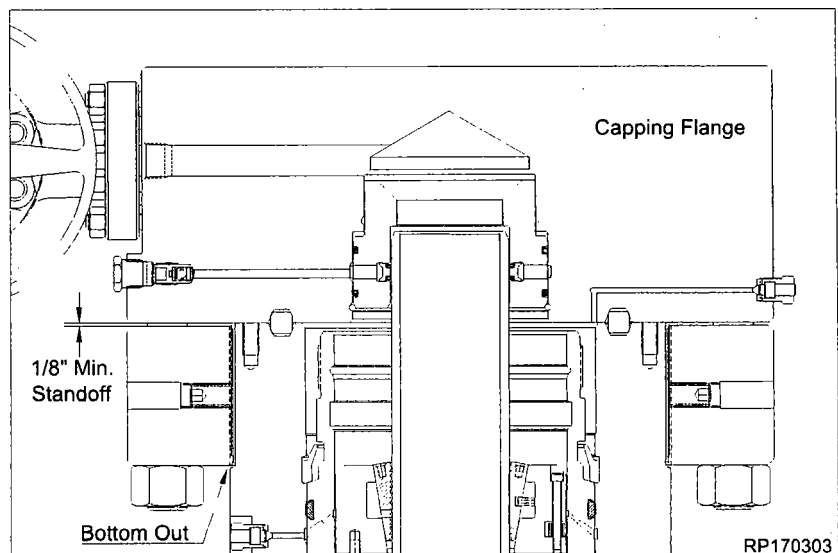 Capping Flange
1/8" Min.
Standoff
Bottom Out
RP170303